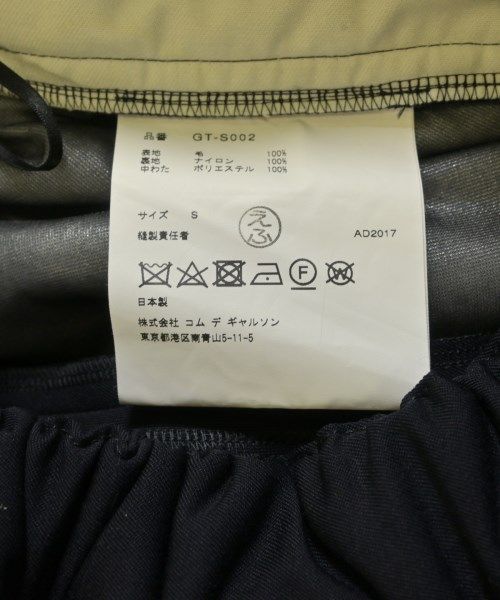 品番 GT-S002
表地 毛 100%
裏地 ナイロン 100%
中わた ポリエステル 100%
サイズ S
えふ
縫製責任者 AD2017
F W
日本製
株式会社 コム デ ギャルソン
東京都港区南青山5-11-5